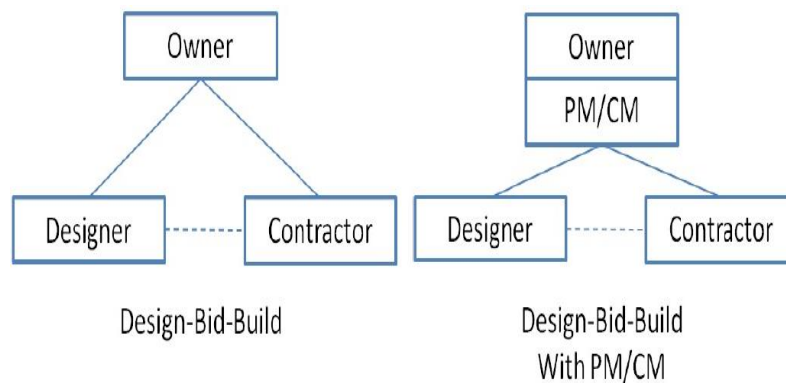 Owner
Designer
Contractor
Design-Bid-Build
Owner
PM/CM
Designer
Contractor
Design-Bid-Build
With PM/CM